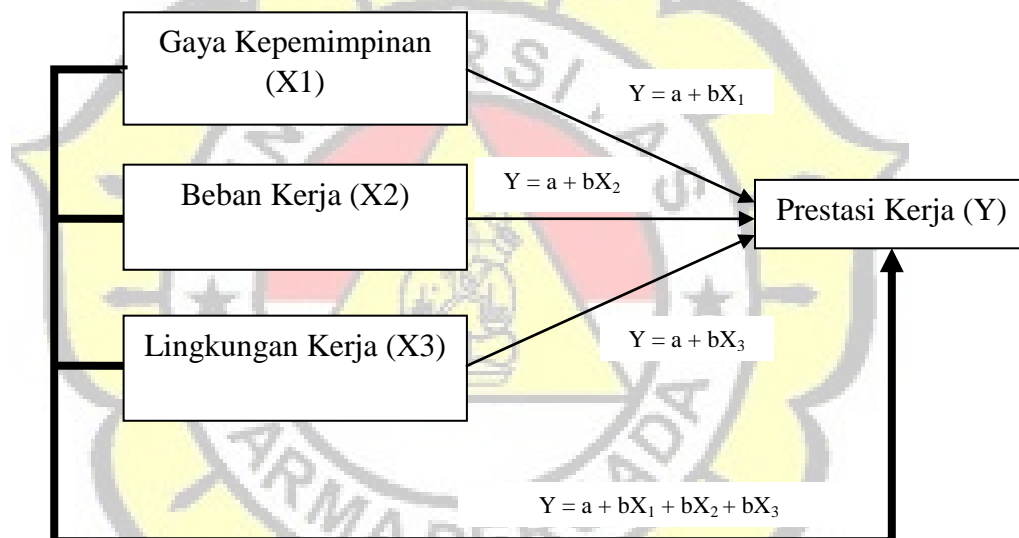 Gaya Kepemimpinan
(X1)
Y = a + bX₁
Beban Kerja (X2)
Y = a + bX₂
Prestasi Kerja (Y)
Lingkungan Kerja (X3)
Y = a + bX₃
Y = a + bX₁ + bX₂ + bX₃